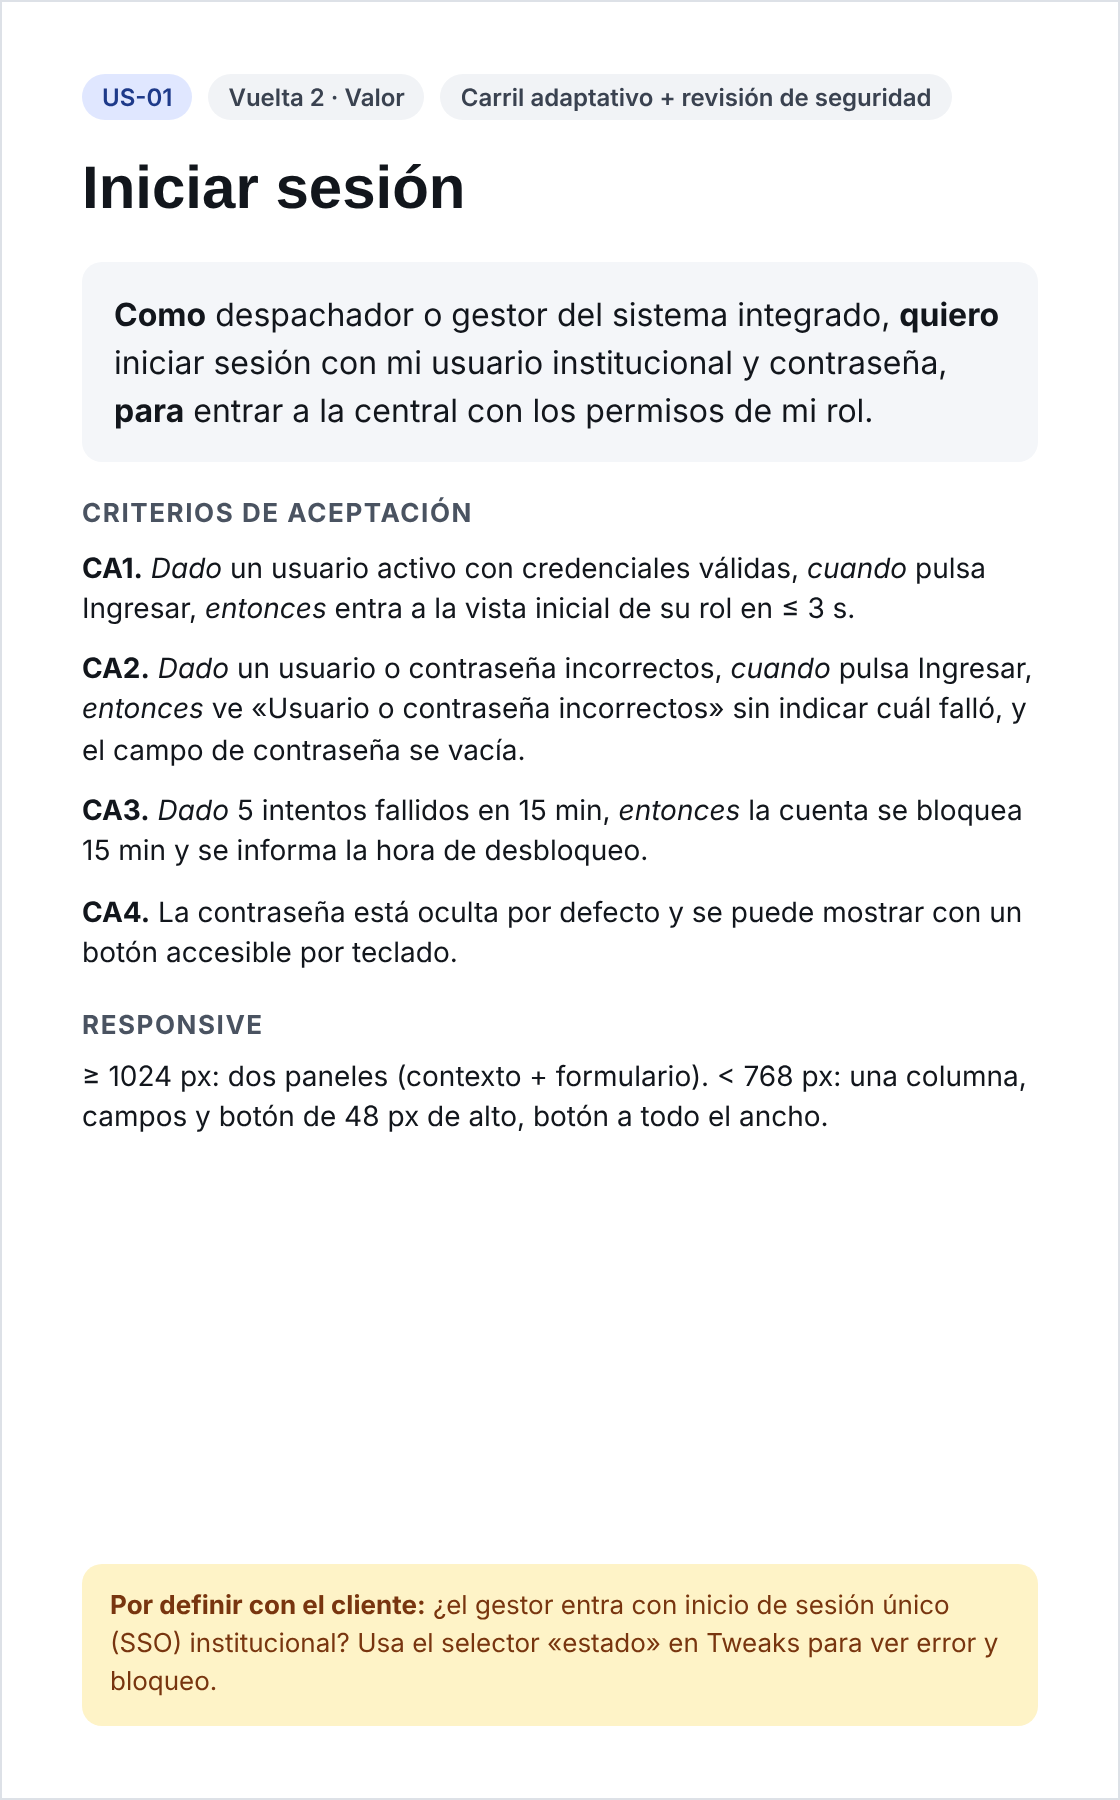 US-01 Vuelta 2 · Valor Carril adaptativo + revisión de seguridad
Iniciar sesión
Como despachador o gestor del sistema integrado, quiero
iniciar sesión con mi usuario institucional y contraseña,
para entrar a la central con los permisos de mi rol.
CRITERIOS DE ACEPTACIÓN
CA1. Dado un usuario activo con credenciales válidas, cuando pulsa
Ingresar, entonces entra a la vista inicial de su rol en ≤ 3 s.
CA2. Dado un usuario o contraseña incorrectos, cuando pulsa Ingresar,
entonces ve «Usuario o contraseña incorrectos» sin indicar cuál falló, y
el campo de contraseña se vacía.
CA3. Dado 5 intentos fallidos en 15 min, entonces la cuenta se bloquea
15 min y se informa la hora de desbloqueo.
CA4. La contraseña está oculta por defecto y se puede mostrar con un
botón accesible por teclado.
RESPONSIVE
≥ 1024 px: dos paneles (contexto + formulario). < 768 px: una columna,
campos y botón de 48 px de alto, botón a todo el ancho.
Por definir con el cliente: ¿el gestor entra con inicio de sesión único
(SSO) institucional? Usa el selector «estado» en Tweaks para ver error y
bloqueo.